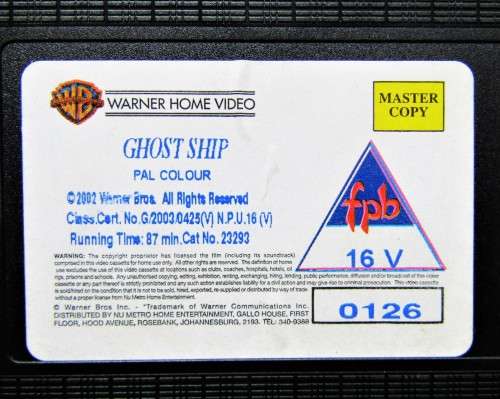 WB
WARNER HOME VIDEO
MASTER
COPY
GHOST SHIP
PAL COLOUR
©2002 Warner Bros. All Rights Reserved
Class.Cert. No.G/2003/0425(V) N.P.U.16 (V)
Running Time: 87 min.Cat No. 23293
fpb
16 V
WARNING: The copyright proprietor has licensed the film (including its soundtrack)
comprised in this video cassette for home use only. All other rights are reserved. The definition of home
use excludes the use of this video cassette at locations such as clubs, coaches, hospitals, hotels, oil
rigs, prisons and schools. Any unauthorised copying, editing, exhibition, renting, exchanging, hiring, lending, public performance, diffusion and/or broadcast of this video
cassette or any part thereof is strictly prohibited and any such action establishes liability for a civil action and may give rise to criminal prosecution. This video cassette
is sold/hired on the condition that it is not to be sold, hired, exported, re-supplied or distributed by way of trade
without a proper license from Nu Metro Home Entertainment.
© Warner Bros Inc. - "Trademark of Warner Communications Inc.
DISTRIBUTED BY NU METRO HOME ENTERTAINMENT, GALLO HOUSE, FIRST
FLOOR, HOOD AVENUE, ROSEBANK, JOHANNESBURG, 2193. TEL: 340-9388
0126